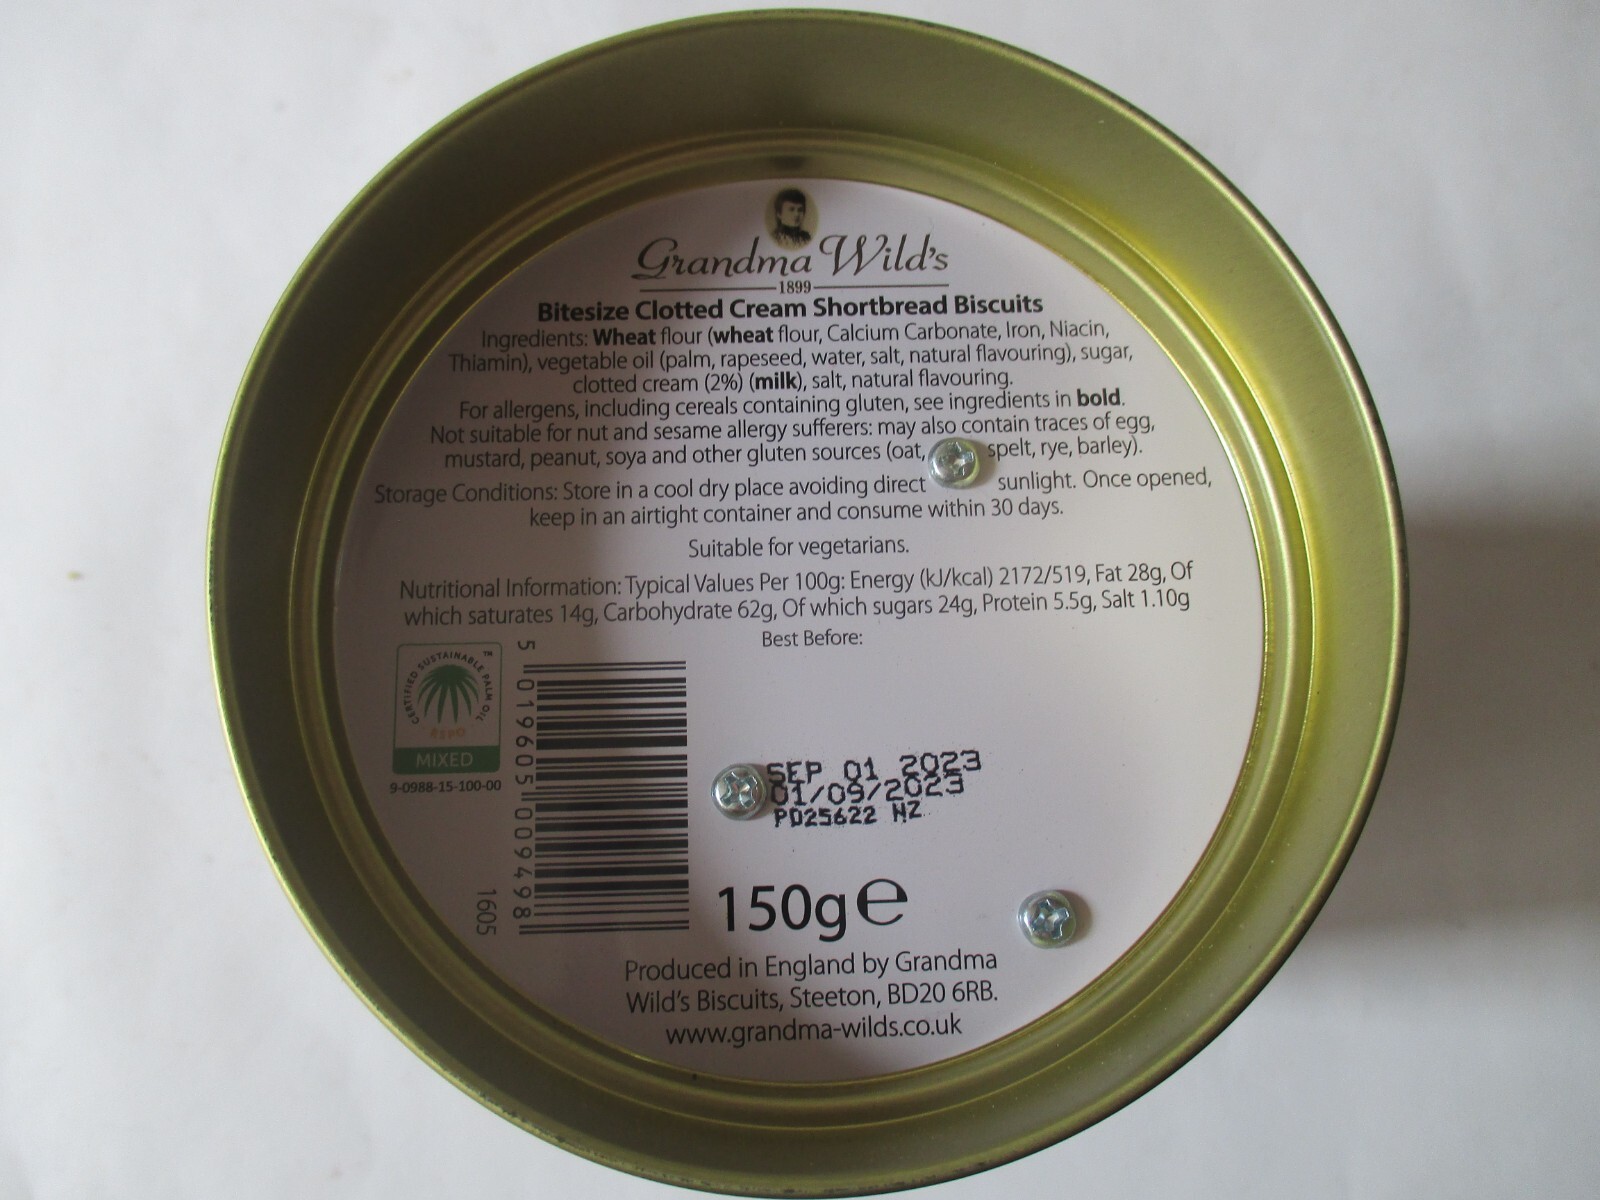 Grandma Wild's
1899
Bitesize Clotted Cream Shortbread Biscuits
Ingredients: Wheat flour (wheat flour, Calcium Carbonate, Iron, Niacin,
Thiamin), vegetable oil (palm, rapeseed, water, salt, natural flavouring), sugar,
clotted cream (2%) (milk), salt, natural flavouring.
For allergens, including cereals containing gluten, see ingredients in bold.
Not suitable for nut and sesame allergy sufferers: may also contain traces of egg,
mustard, peanut, soya and other gluten sources (oat, spelt, rye, barley).
Storage Conditions: Store in a cool dry place avoiding direct sunlight. Once opened,
keep in an airtight container and consume within 30 days.
Suitable for vegetarians.
Nutritional Information: Typical Values Per 100g: Energy (kJ/kcal) 2172/519, Fat 28g, Of
which saturates 14g, Carbohydrate 62g, Of which sugars 24g, Protein 5.5g, Salt 1.10g
Best Before:
CERTIFIED SUSTAINABLE PALM OIL™
RSPO
MIXED
9-0988-15-100-00
5 019605 009498
1605
SEP 01 2023
01/09/2023
PD25622 NZ
150g e
Produced in England by Grandma
Wild's Biscuits, Steeton, BD20 6RB.
www.grandma-wilds.co.uk